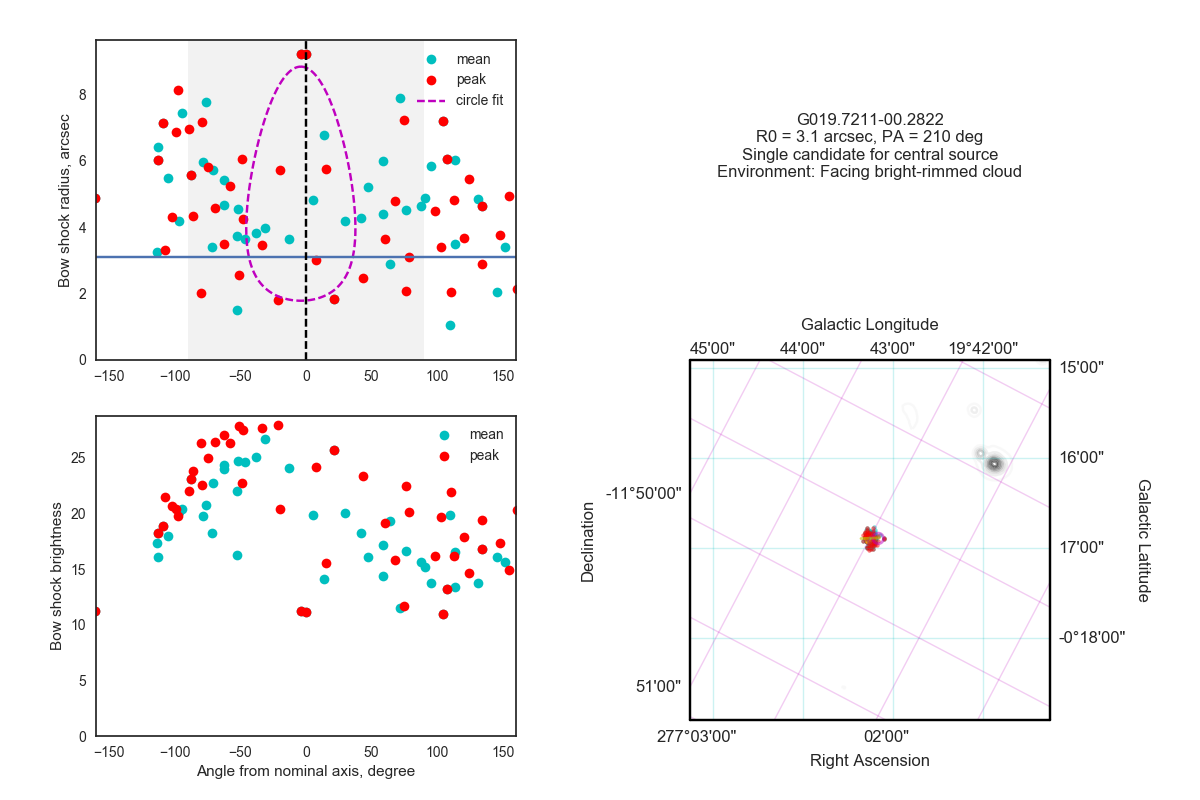 Bow shock radius, arcsec
8
6
4
2
0
mean
peak
circle fit
−150
−100
−50
0
50
100
150
G019.7211-00.2822
R0 = 3.1 arcsec, PA = 210 deg
Single candidate for central source
Environment: Facing bright-rimmed cloud
Bow shock brightness
25
20
15
10
5
0
mean
peak
−150
−100
−50
0
50
100
150
Angle from nominal axis, degree
Galactic Longitude
45'00"
44'00"
43'00"
19°42'00"
15'00"
16'00"
17'00"
-0°18'00"
Galactic Latitude
Declination
-11°50'00"
51'00"
277°03'00"
02'00"
Right Ascension